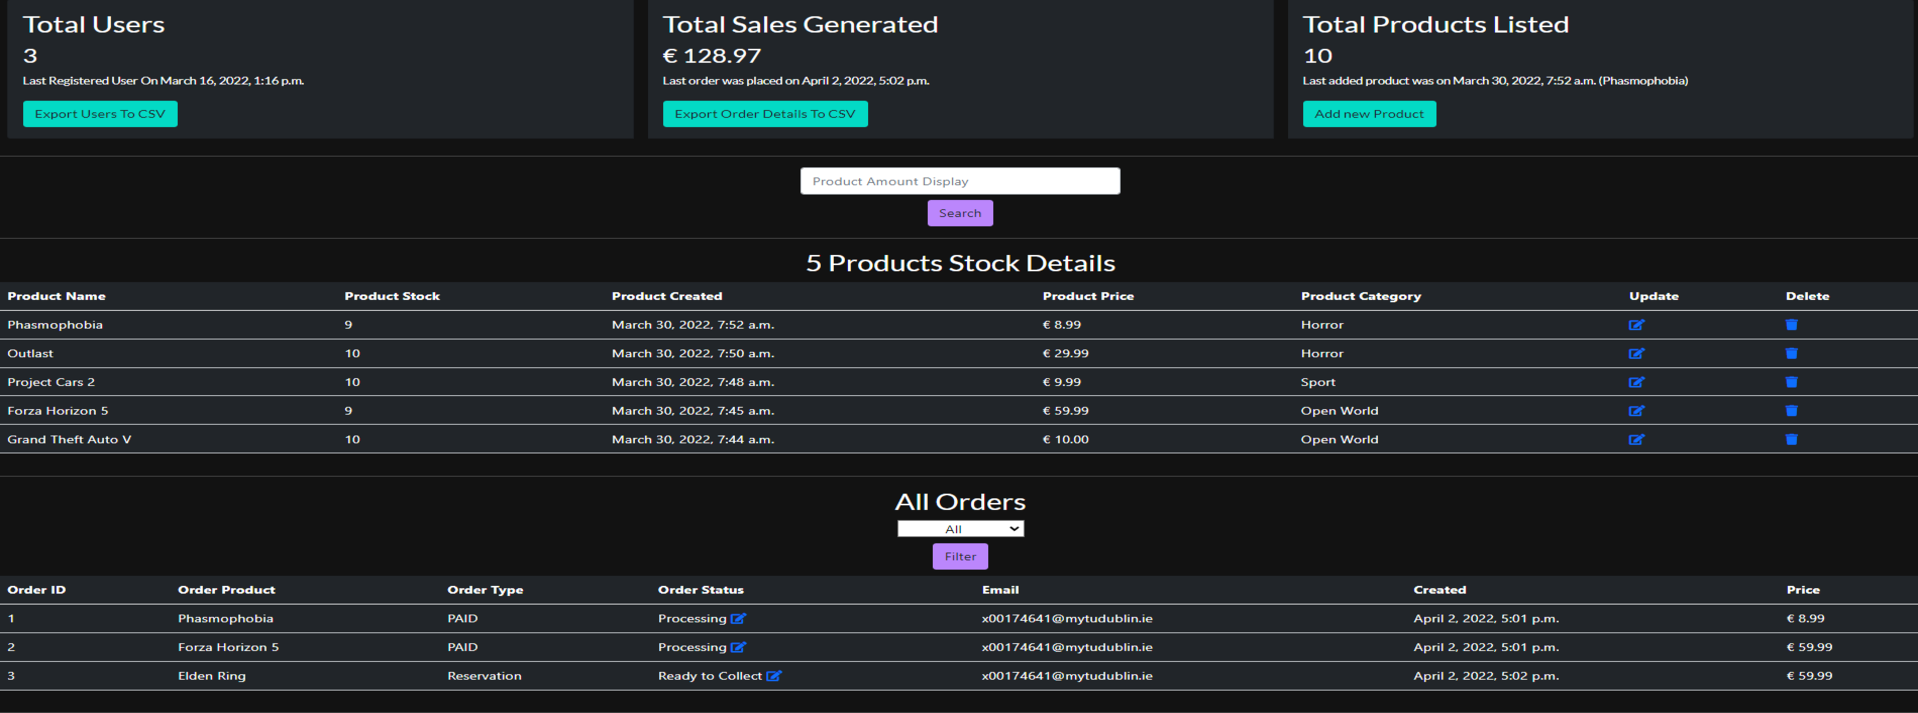 Total Users
3
Last Registered User On March 16, 2022, 1:16 p.m.
Export Users To CSV
Total Sales Generated
€ 128.97
Last order was placed on April 2, 2022, 5:02 p.m.
Export Order Details To CSV
Total Products Listed
10
Last added product was on March 30, 2022, 7:52 a.m. (Phasmophobia)
Add new Product
Product Amount Display
Search
5 Products Stock Details
Product Name Product Stock Product Created Product Price Product Category Update Delete
Phasmophobia 9 March 30, 2022, 7:52 a.m. € 8.99 Horror
Outlast 10 March 30, 2022, 7:50 a.m. € 29.99 Horror
Project Cars 2 10 March 30, 2022, 7:48 a.m. € 9.99 Sport
Forza Horizon 5 9 March 30, 2022, 7:45 a.m. € 59.99 Open World
Grand Theft Auto V 10 March 30, 2022, 7:44 a.m. € 10.00 Open World
All Orders
All
Filter
Order ID Order Product Order Type Order Status Email Created Price
1 Phasmophobia PAID Processing x00174641@mytudublin.ie April 2, 2022, 5:01 p.m. € 8.99
2 Forza Horizon 5 PAID Processing x00174641@mytudublin.ie April 2, 2022, 5:01 p.m. € 59.99
3 Elden Ring Reservation Ready to Collect x00174641@mytudublin.ie April 2, 2022, 5:02 p.m. € 59.99